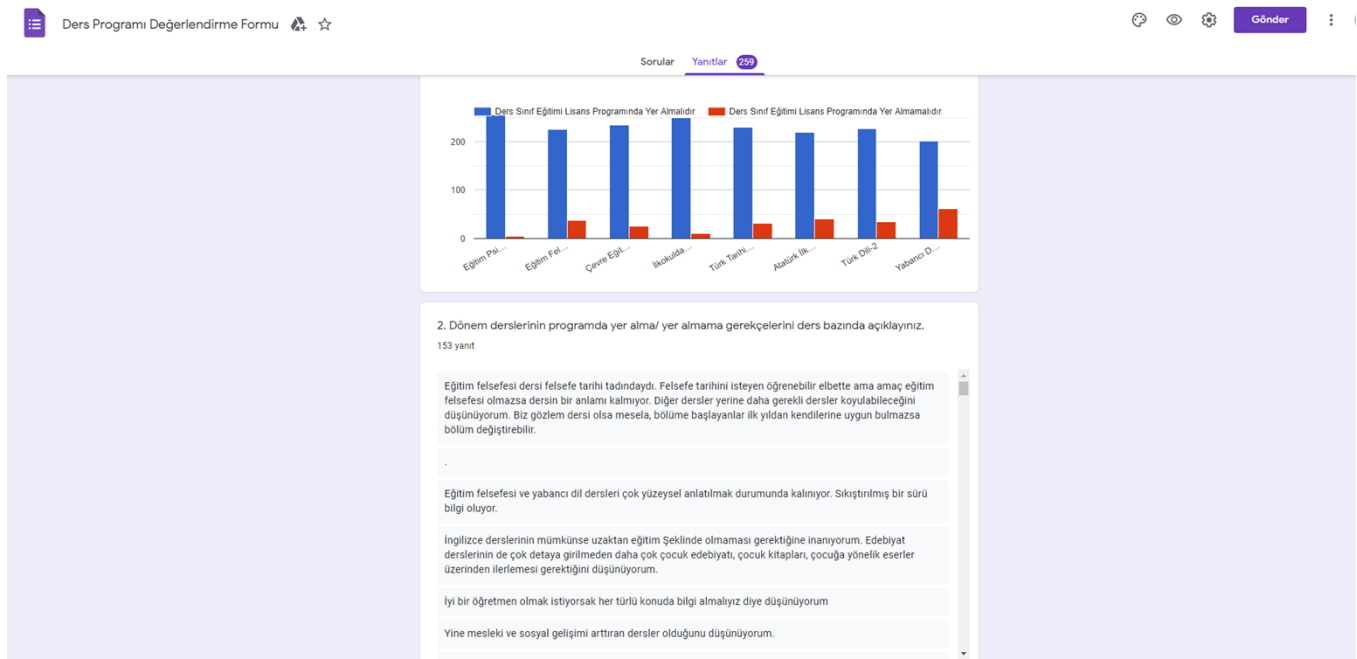 Ders Programı Değerlendirme Formu
Gönder
Sorular Yanıtlar 259
Ders Sınıf Eğitimi Lisans Programında Yer Almalıdır Ders Sınıf Eğitimi Lisans Programında Yer Almamalıdır
200
100
0
Eğitim Psi... Eğitim Fel... Çevre Eğit... İlkokulda... Türk Tarihi... Atatürk İlk... Türk Dili-2 Yabancı D...
2. Dönem derslerinin programda yer alma/ yer almama gerekçelerini ders bazında açıklayınız.
153 yanıt
Eğitim felsefesi dersi felsefe tarihi tadındaydı. Felsefe tarihini isteyen öğrenebilir elbette ama amaç eğitim
felsefesi olmazsa dersin bir anlamı kalmıyor. Diğer dersler yerine daha gerekli dersler koyulabileceğini
düşünüyorum. Biz gözlem dersi olsa mesela, bölüme başlayanlar ilk yıldan kendilerine uygun bulmazsa
bölüm değiştirebilir.
.
Eğitim felsefesi ve yabancı dil dersleri çok yüzeysel anlatılmak durumunda kalınıyor. Sıkıştırılmış bir sürü
bilgi oluyor.
İngilizce derslerinin mümkünse uzaktan eğitim Şeklinde olmaması gerektiğine inanıyorum. Edebiyat
derslerinin de çok detaya girilmeden daha çok çocuk edebiyatı, çocuk kitapları, çocuğa yönelik eserler
üzerinden ilerlemesi gerektiğini düşünüyorum.
İyi bir öğretmen olmak istiyorsak her türlü konuda bilgi almalıyız diye düşünüyorum
Yine mesleki ve sosyal gelişimi arttıran dersler olduğunu düşünüyorum.